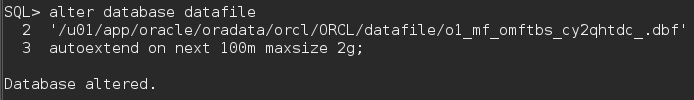 SQL> alter database datafile
2 '/u01/app/oracle/oradata/orcl/ORCL/datafile/o1_mf_omftbs_cy2qhtdc_.dbf'
3 autoextend on next 100m maxsize 2g;
Database altered.